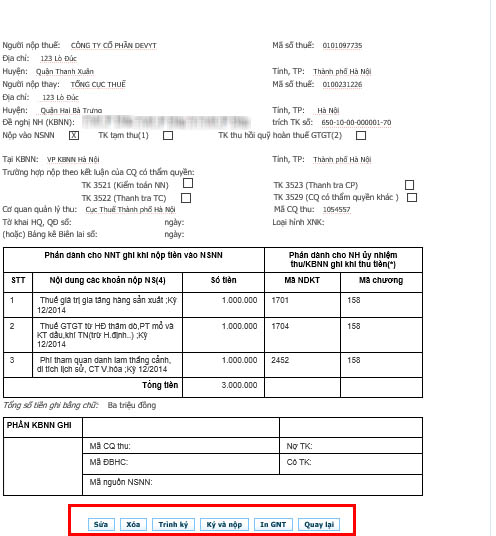 Người nộp thuế: CÔNG TY CỔ PHẦN DEVYT Mã số thuế: 0101097735
Địa chỉ: 123 Lò Đúc
Huyện: Quận Thanh Xuân Tỉnh, TP: Thành phố Hà Nội
Người nộp thay: TỔNG CỤC THUẾ Mã số thuế: 0100231226
Địa chỉ: 123 Lò Đúc
Huyện: Quận Hai Bà Trưng Tỉnh, TP: Hà Nội
Đề nghị NH (KBNN): trích TK số: 650-10-00-000001-70
Nộp vào NSNN X TK tạm thu(1) TK thu hồi quỹ hoàn thuế GTGT(2)
Tại KBNN: VP KBNN Hà Nội Tỉnh, TP: Thành phố Hà Nội
Trường hợp nộp theo kết luận của CQ có thẩm quyền:
TK 3521 (Kiểm toán NN) TK 3523 (Thanh tra CP)
TK 3522 (Thanh tra TC) TK 3529 (CQ có thẩm quyền khác )
Cơ quan quản lý thu: Cục Thuế Thành phố Hà Nội Mã CQ thu: 1054557
Tờ khai HQ, QĐ số: ngày: Loại hình XNK:
(hoặc) Bảng kê Biên lai số: ngày:
Phần dành cho NNT ghi khi nộp tiền vào NSNN Phần dành cho NH ủy nhiệm
thu/KBNN ghi khi thu tiền(*)
STT Nội dung các khoản nộp NS(4) Số tiền Mã NDKT Mã chương
1 Thuế giá trị gia tăng hàng sản xuất ;Kỳ 1.000.000 1701 158
12/2014
2 Thuế GTGT từ HĐ thăm dò,PT mỏ và 1.000.000 1704 158
KT dầu,khí TN(trừ H.định..) ;Kỳ
12/2014
3 Phí tham quan danh lam thắng cảnh, 1.000.000 2452 158
di tích lịch sử, CT V.hóa ;Kỳ 12/2014
Tổng tiền 3.000.000
Tổng số tiền ghi bằng chữ: Ba triệu đồng
PHẦN KBNN GHI
Mã CQ thu: Nợ TK:
Mã ĐBHC: Có TK:
Mã nguồn NSNN:
Sửa Xóa Trình ký Ký và nộp In GNT Quay lại